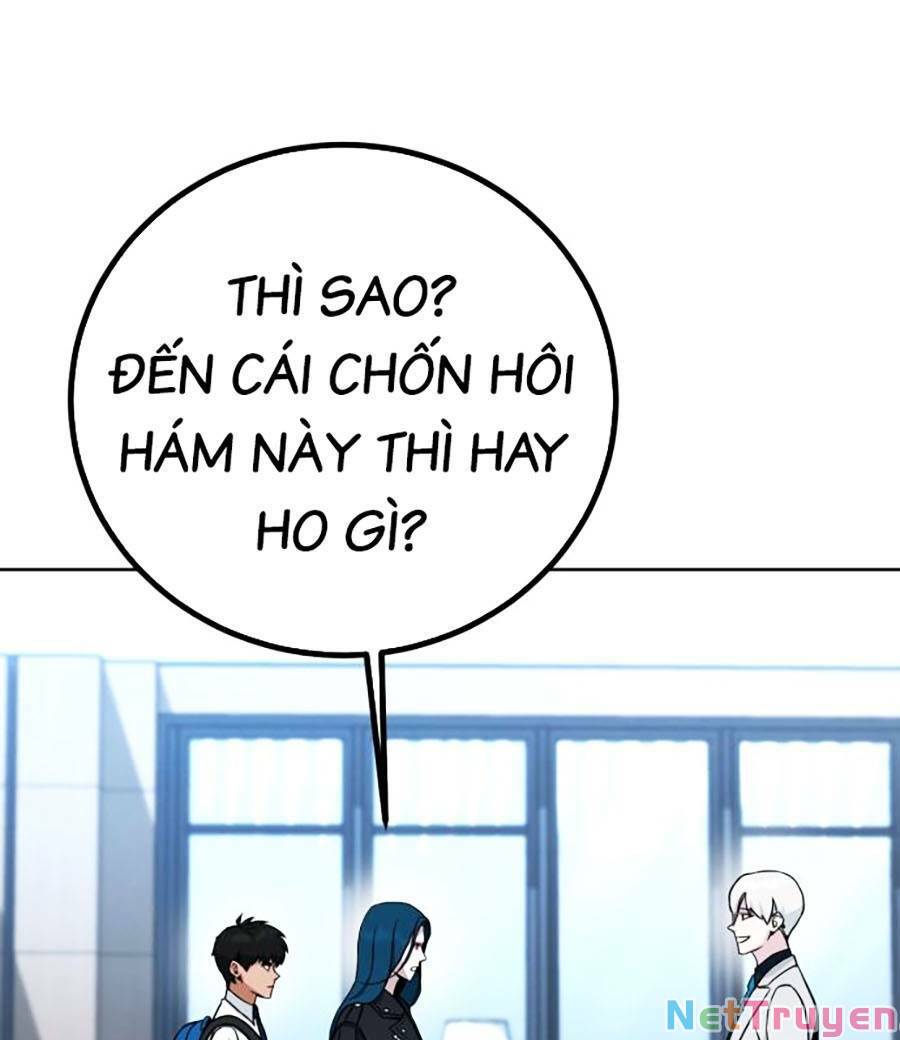 THÌ SAO?
ĐẾN CÁI CHỐN HÔI
HÁM NÀY THÌ HAY
HO GÌ?
NetTruyen